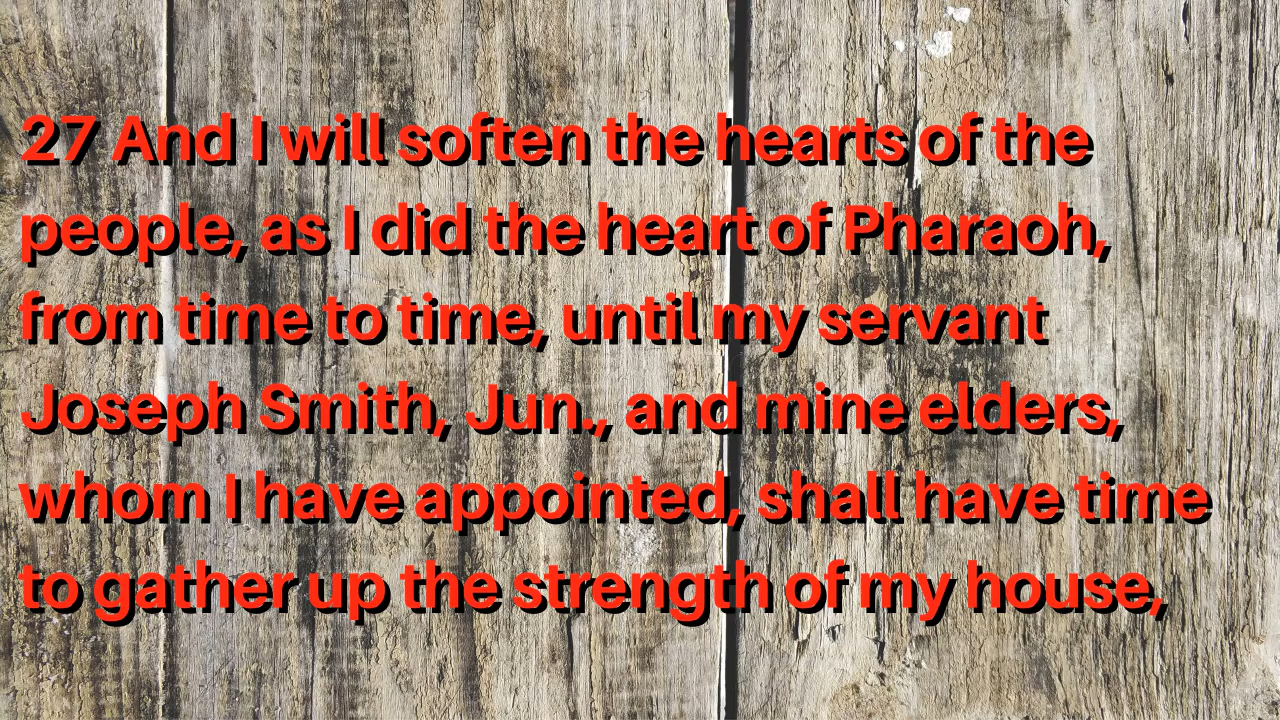 27 And I will soften the hearts of the
people, as I did the heart of Pharaoh,
from time to time, until my servant
Joseph Smith, Jun., and mine elders,
whom I have appointed, shall have time
to gather up the strength of my house,